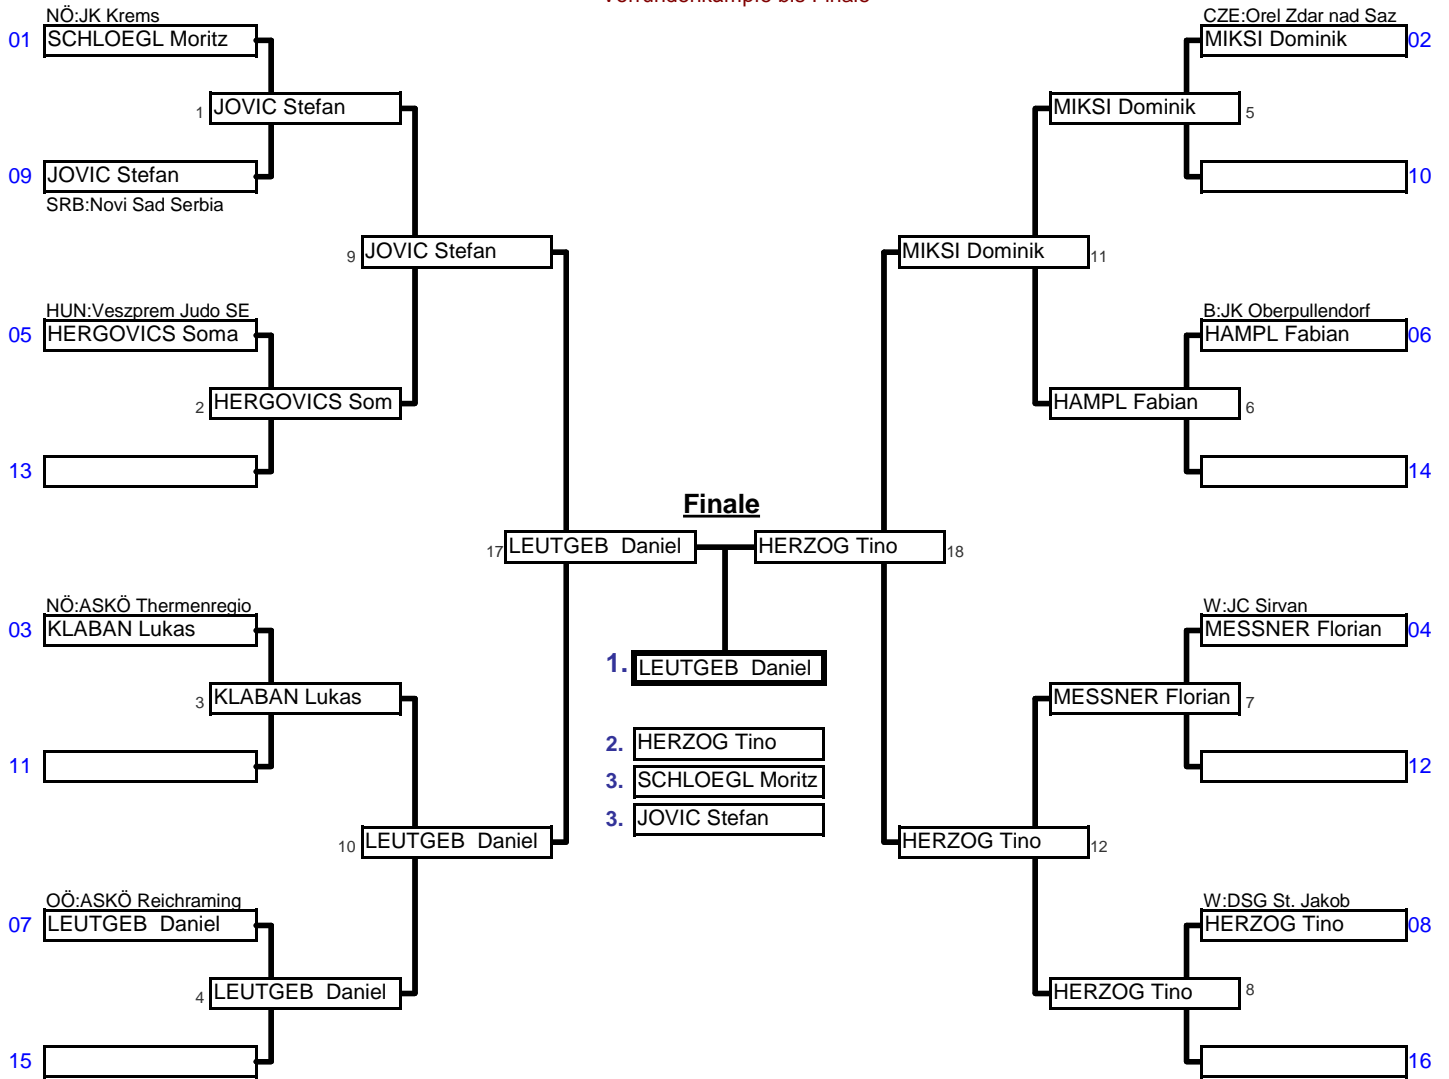 Vorrundenkämpfe bis Finale
NÖ:JK Krems
01 SCHLOEGL Moritz
1 JOVIC Stefan
09 JOVIC Stefan
SRB:Novi Sad Serbia
9 JOVIC Stefan
HUN:Veszprem Judo SE
05 HERGOVICS Soma
2 HERGOVICS Som
13
17 LEUTGEB  Daniel
NÖ:ASKÖ Thermenregio
03 KLABAN Lukas
3 KLABAN Lukas
11
10 LEUTGEB  Daniel
OÖ:ASKÖ Reichraming
07 LEUTGEB  Daniel
4 LEUTGEB  Daniel
15
Finale
1. LEUTGEB  Daniel
2. HERZOG Tino
3. SCHLOEGL Moritz
3. JOVIC Stefan
CZE:Orel Zdar nad Saz
MIKSI Dominik 02
MIKSI Dominik 5
10
MIKSI Dominik 11
B:JK Oberpullendorf
HAMPL Fabian 06
HAMPL Fabian 6
14
HERZOG Tino 18
W:JC Sirvan
MESSNER Florian 04
MESSNER Florian 7
12
HERZOG Tino 12
W:DSG St. Jakob
HERZOG Tino 08
HERZOG Tino 8
16